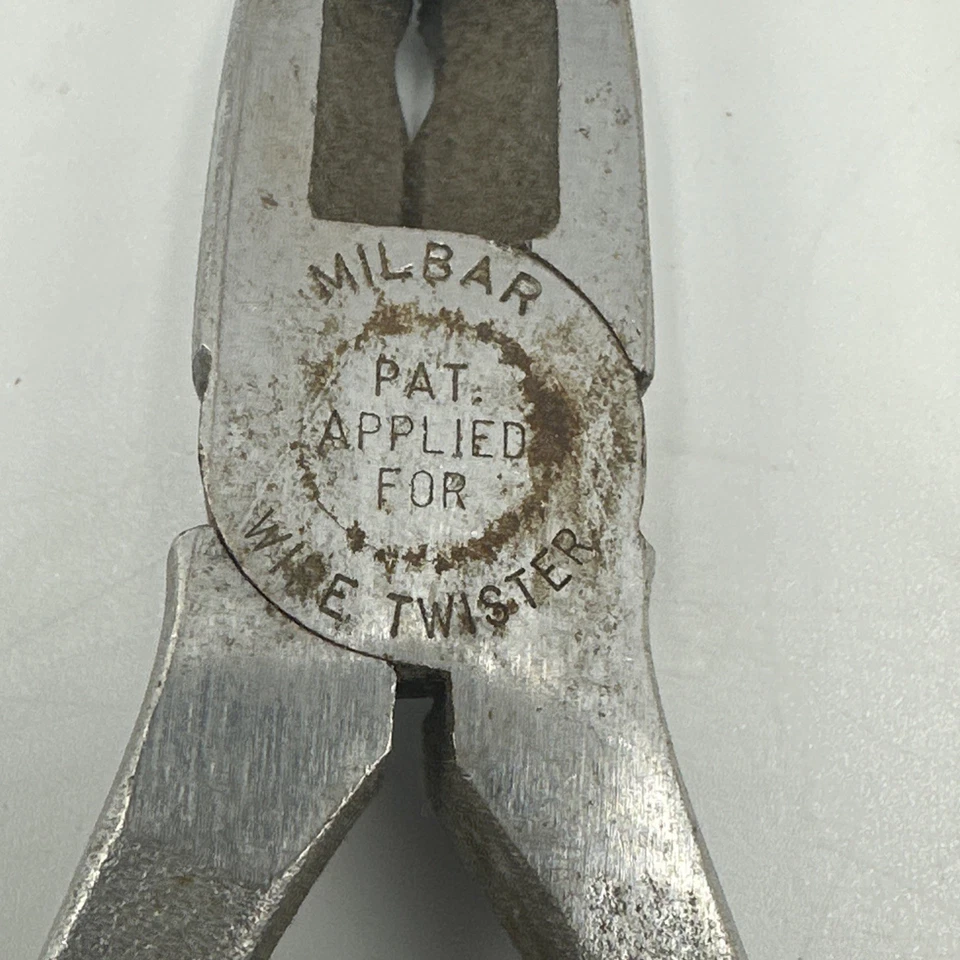 MILBAR
PAT.
APPLIED
FOR
WIRE TWISTER